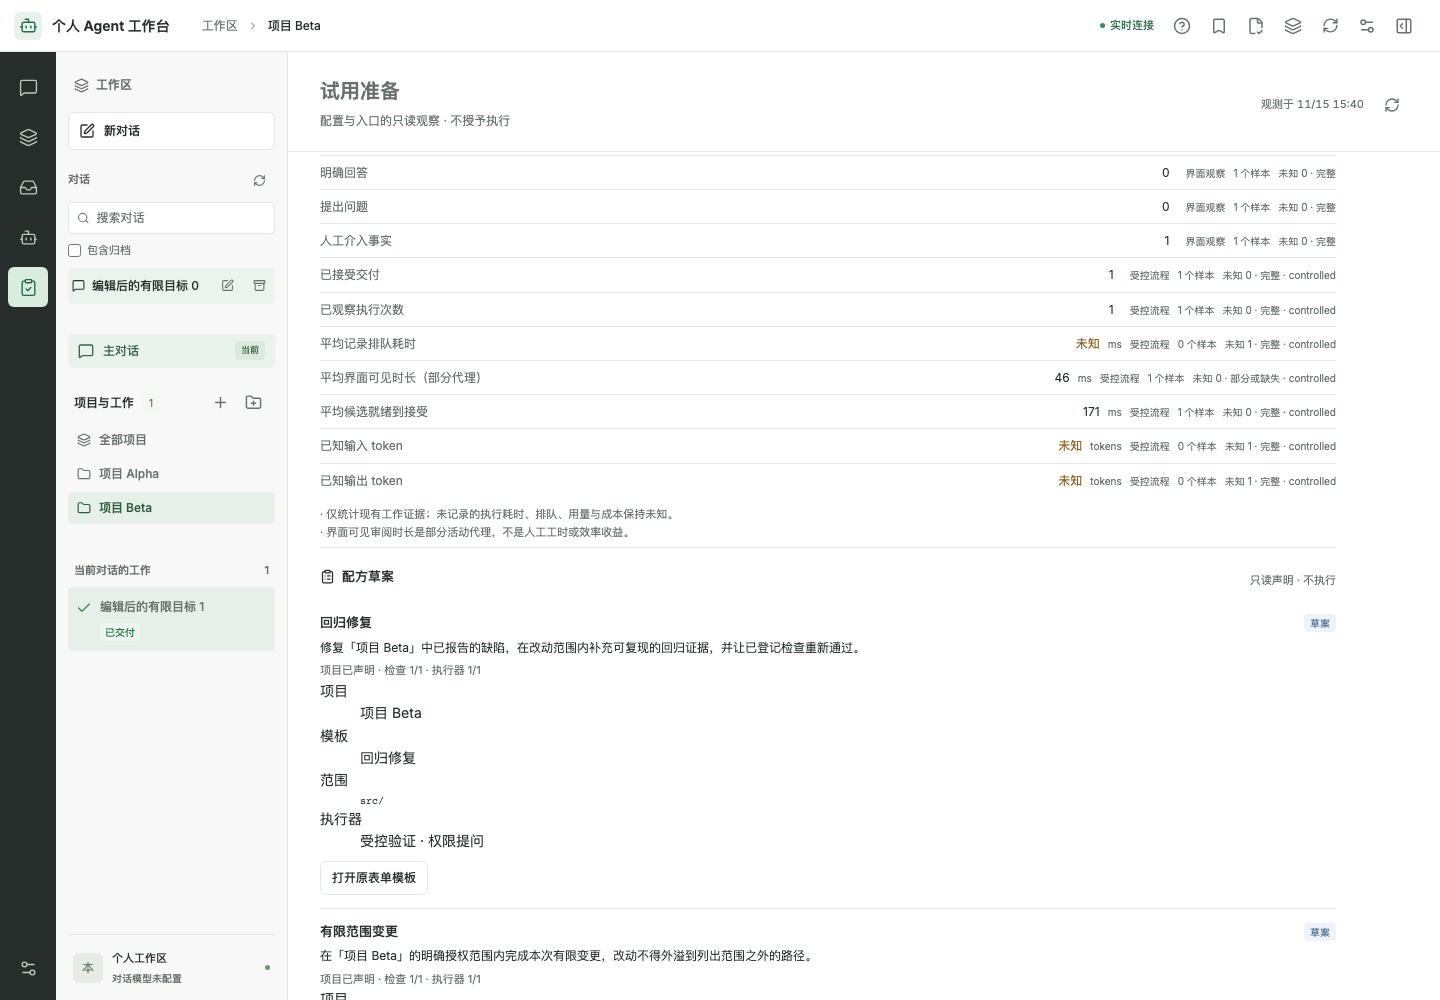 个人 Agent 工作台
工作区 > 项目 Beta
实时连接
工作区
新对话
对话
搜索对话
包含归档
编辑后的有限目标 0
主对话 当前
项目与工作 1
全部项目
项目 Alpha
项目 Beta
当前对话的工作 1
编辑后的有限目标 1
已交付
本
个人工作区
对话模型未配置
试用准备
配置与入口的只读观察 · 不授予执行
观测于 11/15 15:40
明确回答 0 界面观察 1 个样本 未知 0 · 完整
提出问题 0 界面观察 1 个样本 未知 0 · 完整
人工介入事实 1 界面观察 1 个样本 未知 0 · 完整
已接受交付 1 受控流程 1 个样本 未知 0 · 完整 · controlled
已观察执行次数 1 受控流程 1 个样本 未知 0 · 完整 · controlled
平均记录排队耗时 未知 ms 受控流程 0 个样本 未知 1 · 完整 · controlled
平均界面可见时长（部分代理） 46 ms 受控流程 1 个样本 未知 0 · 部分或缺失 · controlled
平均候选就绪到接受 171 ms 受控流程 1 个样本 未知 0 · 完整 · controlled
已知输入 token 未知 tokens 受控流程 0 个样本 未知 1 · 完整 · controlled
已知输出 token 未知 tokens 受控流程 0 个样本 未知 1 · 完整 · controlled
· 仅统计现有工作证据；未记录的执行耗时、排队、用量与成本保持未知。
· 界面可见审阅时长是部分活动代理，不是人工工时或效率收益。
配方草案 只读声明 · 不执行
回归修复 草案
修复「项目 Beta」中已报告的缺陷，在改动范围内补充可复现的回归证据，并让已登记检查重新通过。
项目已声明 · 检查 1/1 · 执行器 1/1
项目
项目 Beta
模板
回归修复
范围
src/
执行器
受控验证 · 权限提问
打开原表单模板
有限范围变更 草案
在「项目 Beta」的明确授权范围内完成本次有限变更，改动不得外溢到列出范围之外的路径。
项目已声明 · 检查 1/1 · 执行器 1/1
项目